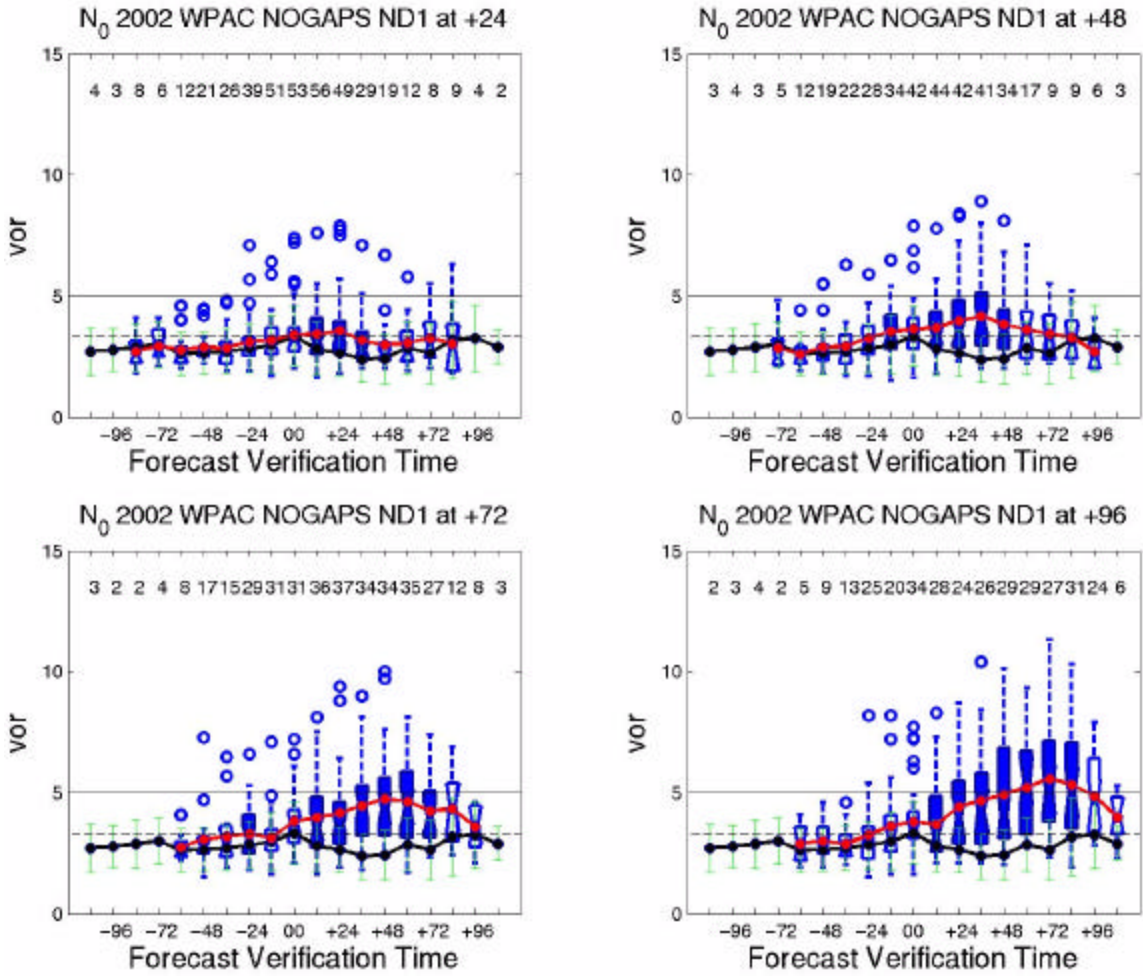 N0 2002 WPAC NOGAPS ND1 at +24
15
4 3 8 6 12 21 26 39 51 53 56 49 29 19 12 8 9 4 2
10
vor
5
0
-96 -72 -48 -24 00 +24 +48 +72 +96
Forecast Verification Time
N0 2002 WPAC NOGAPS ND1 at +48
15
3 4 3 5 12 19 22 28 34 42 44 42 41 34 17 9 9 6 3
10
vor
5
0
-96 -72 -48 -24 00 +24 +48 +72 +96
Forecast Verification Time
N0 2002 WPAC NOGAPS ND1 at +72
15
3 2 2 4 8 17 15 29 31 31 36 37 34 34 35 27 12 8 3
10
vor
5
0
-96 -72 -48 -24 00 +24 +48 +72 +96
Forecast Verification Time
N0 2002 WPAC NOGAPS ND1 at +96
15
2 3 4 2 5 9 13 25 20 34 28 24 26 29 29 27 31 24 6
10
vor
5
0
-96 -72 -48 -24 00 +24 +48 +72 +96
Forecast Verification Time